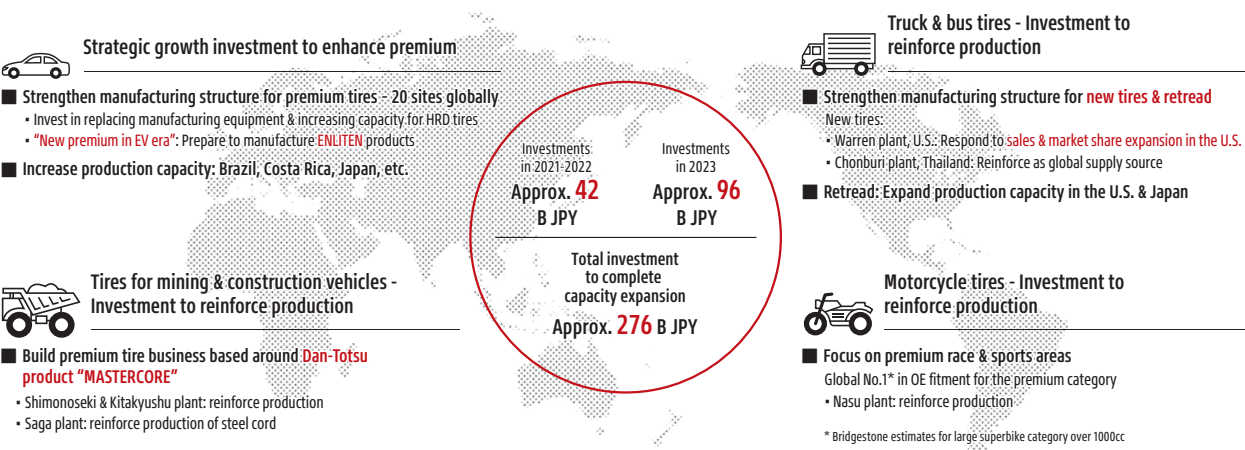 Strategic growth investment to enhance premium
■ Strengthen manufacturing structure for premium tires - 20 sites globally
▪ Invest in replacing manufacturing equipment & increasing capacity for HRD tires
▪ “New premium in EV era”: Prepare to manufacture ENLITEN products
■ Increase production capacity: Brazil, Costa Rica, Japan, etc.
Tires for mining & construction vehicles -
Investment to reinforce production
■ Build premium tire business based around Dan-Totsu
product “MASTERCORE”
▪ Shimonoseki & Kitakyushu plant: reinforce production
▪ Saga plant: reinforce production of steel cord
Investments
in 2021-2022
Approx. 42
B JPY
Investments
in 2023
Approx. 96
B JPY
Total investment
to complete
capacity expansion
Approx. 276 B JPY
Truck & bus tires - Investment to
reinforce production
■ Strengthen manufacturing structure for new tires & retread
New tires:
▪ Warren plant, U.S.: Respond to sales & market share expansion in the U.S.
▪ Chonburi plant, Thailand: Reinforce as global supply source
■ Retread: Expand production capacity in the U.S. & Japan
Motorcycle tires - Investment to
reinforce production
■ Focus on premium race & sports areas
Global No.1* in OE fitment for the premium category
▪ Nasu plant: reinforce production
* Bridgestone estimates for large superbike category over 1000cc